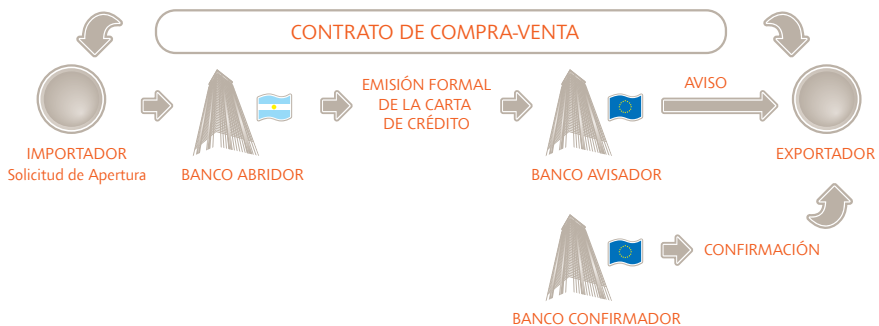 CONTRATO DE COMPRA-VENTA
IMPORTADOR
Solicitud de Apertura
BANCO ABRIDOR
EMISIÓN FORMAL
DE LA CARTA
DE CRÉDITO
BANCO AVISADOR
AVISO
EXPORTADOR
BANCO CONFIRMADOR
CONFIRMACIÓN